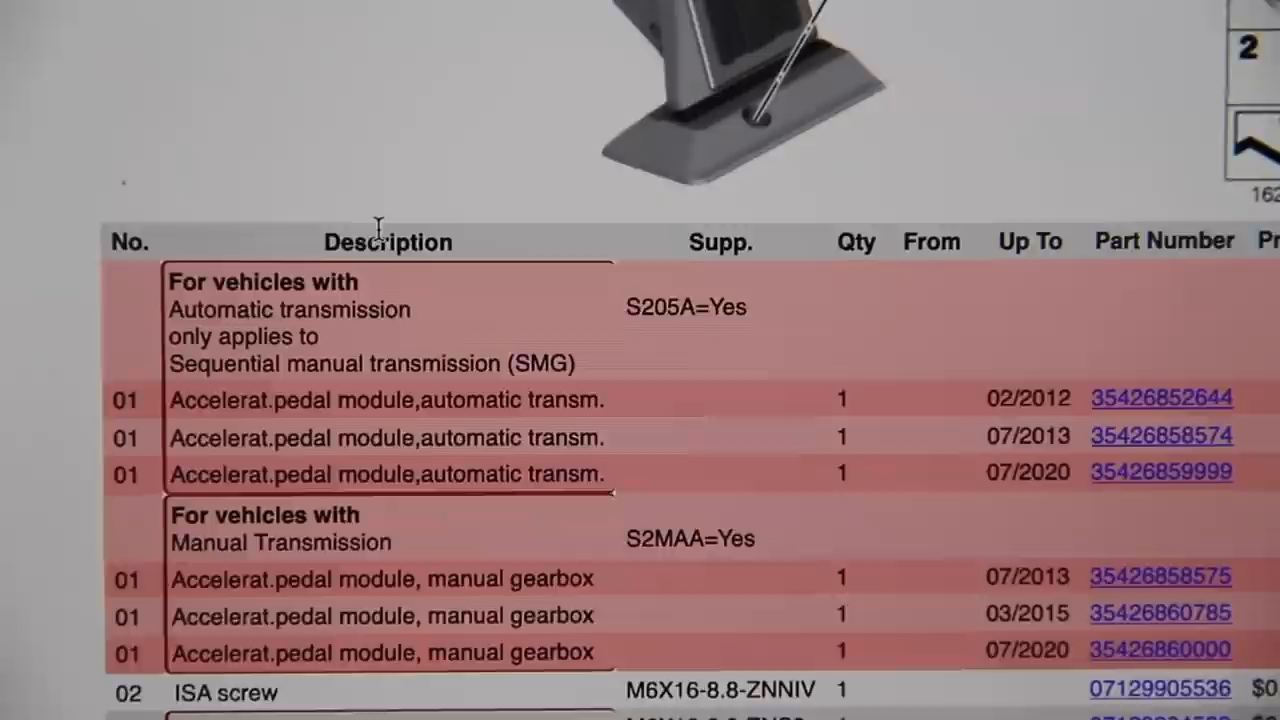 2
162
No. Description Supp. Qty From Up To Part Number Pr
For vehicles with
Automatic transmission S205A=Yes
only applies to
Sequential manual transmission (SMG)
01 Accelerat.pedal module,automatic transm. 1 02/2012 35426852644
01 Accelerat.pedal module,automatic transm. 1 07/2013 35426858574
01 Accelerat.pedal module,automatic transm. 1 07/2020 35426859999
For vehicles with
Manual Transmission S2MAA=Yes
01 Accelerat.pedal module, manual gearbox 1 07/2013 35426858575
01 Accelerat.pedal module, manual gearbox 1 03/2015 35426860785
01 Accelerat.pedal module, manual gearbox 1 07/2020 35426860000
02 ISA screw M6X16-8.8-ZNNIV 1 07129905536 $0